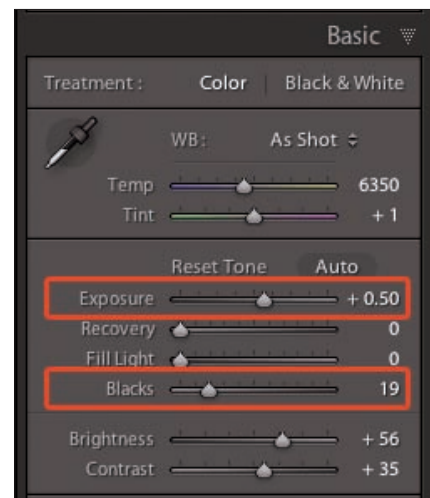 Basic
Treatment : Color | Black & White
WB : As Shot
Temp 6350
Tint + 1
Reset Tone Auto
Exposure + 0.50
Recovery 0
Fill Light 0
Blacks 19
Brightness + 56
Contrast + 35